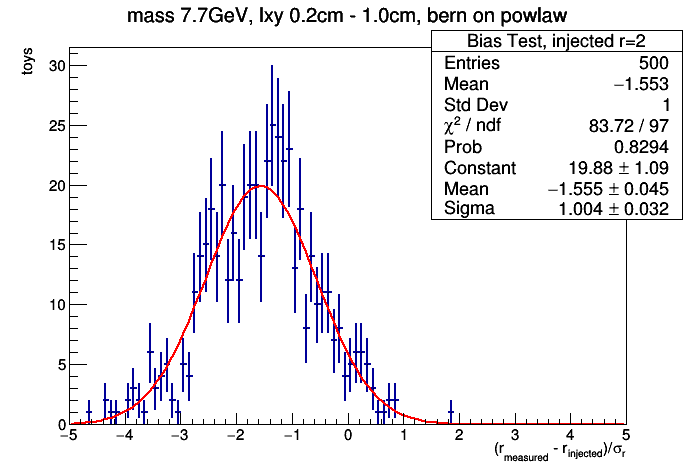 mass 7.7GeV, lxy 0.2cm - 1.0cm, bern on powlaw
toys
Bias Test, injected r=2
Entries 500
Mean −1.553
Std Dev 1
χ² / ndf 83.72 / 97
Prob 0.8294
Constant 19.88 ± 1.09
Mean −1.555 ± 0.045
Sigma 1.004 ± 0.032
30
25
20
15
10
5
0
−5 −4 −3 −2 −1 0 1 2 3 4 5
(r_measured - r_injected)/σ_r